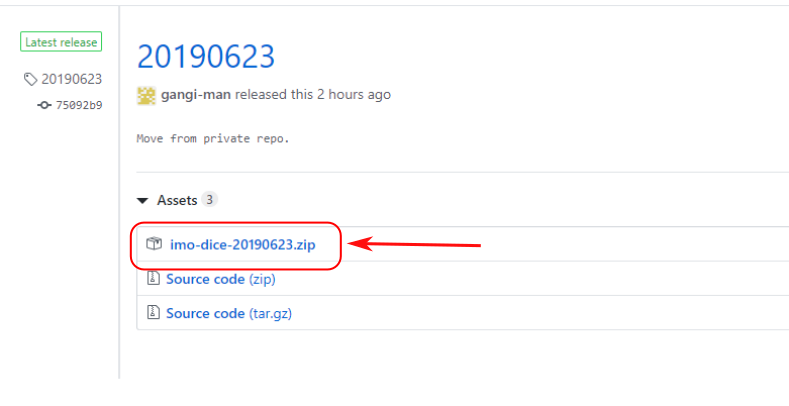 Latest release
20190623
75092b9
20190623
gangi-man released this 2 hours ago
Move from private repo.
Assets 3
imo-dice-20190623.zip
Source code (zip)
Source code (tar.gz)